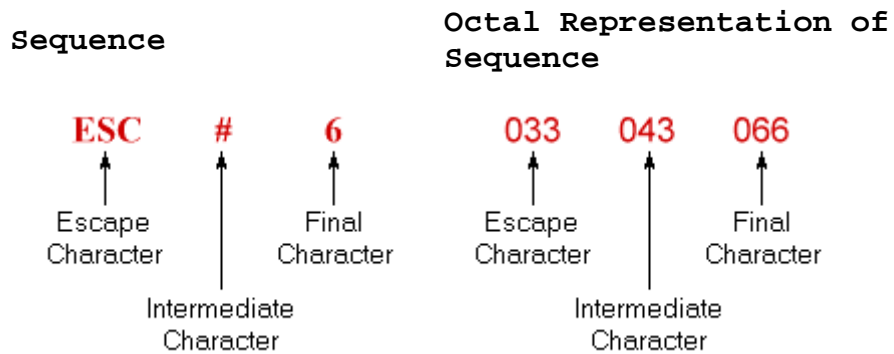 Sequence
Octal Representation of
Sequence
ESC # 6 033 043 066
Escape Character
Final Character
Escape Character
Final Character
Intermediate Character
Intermediate Character